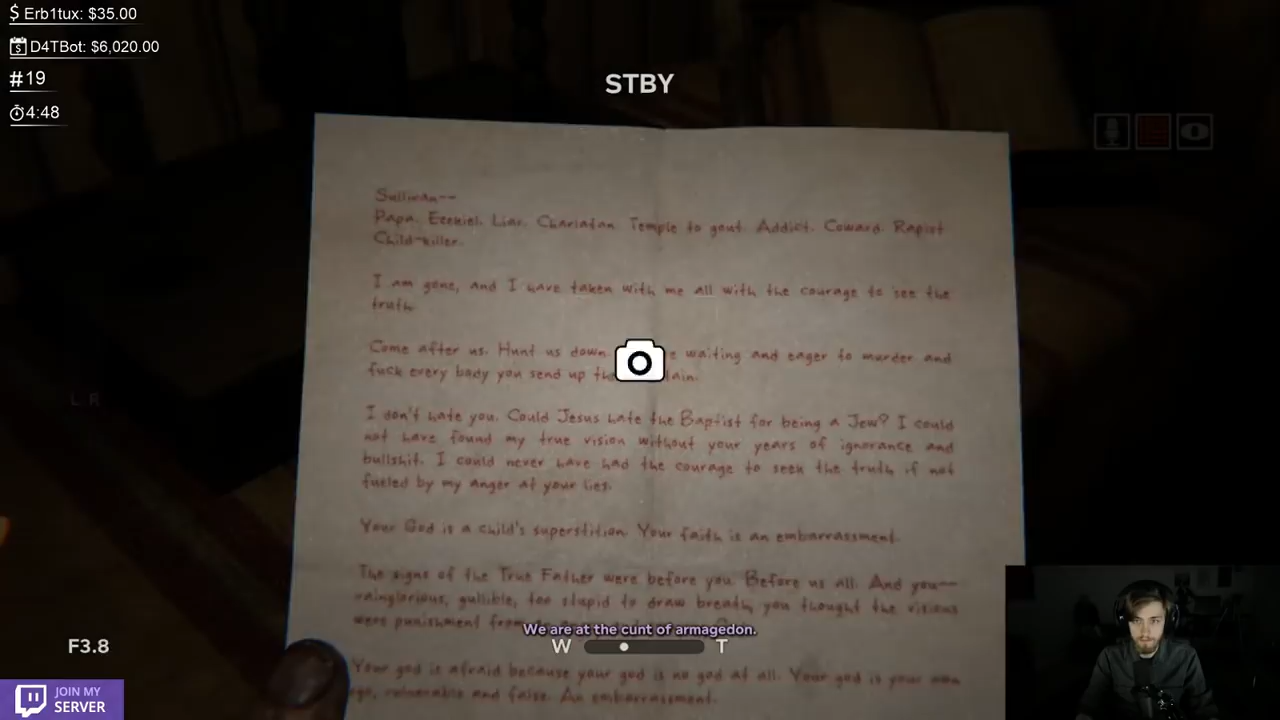 $ Erb1tux: $35.00
D4TBot: $6,020.00
#19
4:48
STBY
Sullivan--
Papa. Ezekiel. Liar. Charlatan. Temple to gout. Addict. Coward. Rapist
Child-killer.
I am gone, and I have taken with me all with the courage to see the
truth.
Come after us. Hunt us down waiting and eager to murder and
fuck every body you send up
I don't hate you. Could Jesus hate the Baptist for being a Jew? I could
not have found my true vision without your years of ignorance and
bullshit. I could never have had the courage to seek the truth if not
fueled by my anger at your lies.
Your God is a child's superstition. Your faith is an embarrassment.
The signs of the True Father were before you. Before us all. And you--
vainglorious, gullible, too stupid to draw breath, you thought the visions
were punishment from
We are at the cunt of armagedon.
Your god is afraid because your god is no god at all. Your god is your own
vulnerable and false. An embarrassment.
L R
F3.8
W T
JOIN MY
SERVER